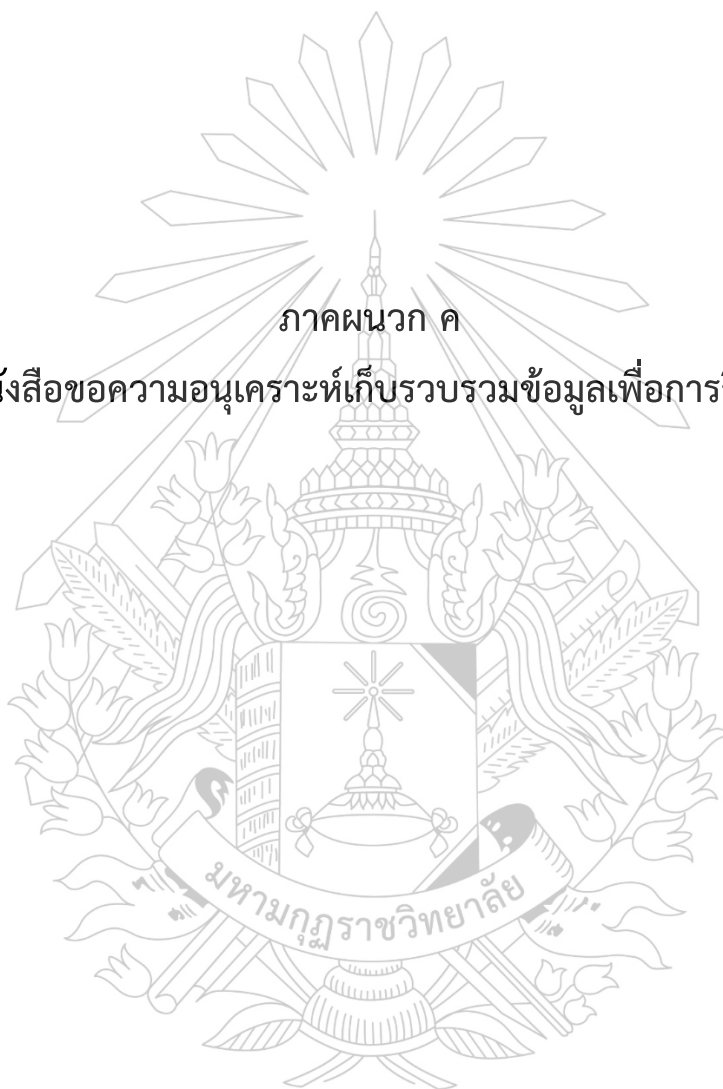 ภาคผนวก ค
งสือขอความอนุเคราะห์เก็บรวบรวมข้อมูลเพื่อการ
มหามกุฏราชวิทยาลัย